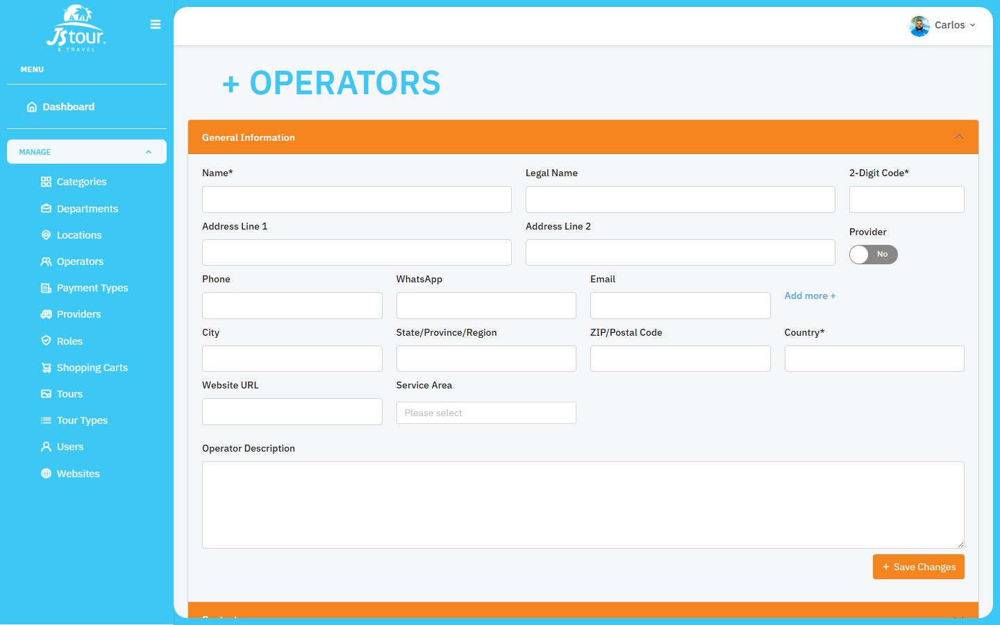 JStour
& TRAVEL
MENU
Dashboard
MANAGE
Categories
Departments
Locations
Operators
Payment Types
Providers
Roles
Shopping Carts
Tours
Tour Types
Users
Websites
Carlos
+ OPERATORS
General Information
Name*
Legal Name
2-Digit Code*
Address Line 1
Address Line 2
Provider
No
Phone
WhatsApp
Email
Add more +
City
State/Province/Region
ZIP/Postal Code
Country*
Website URL
Service Area
Please select
Operator Description
+ Save Changes